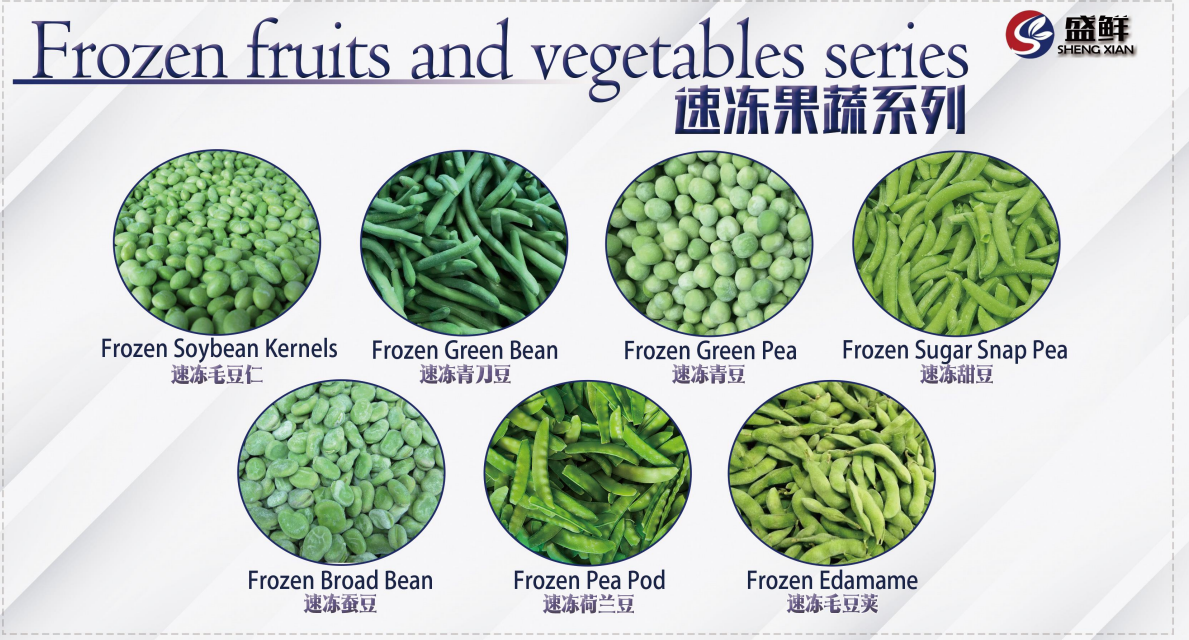 Frozen fruits and vegetables series
盛鲜
SHENG XIAN
速冻果蔬系列
Frozen Soybean Kernels
速冻毛豆仁
Frozen Green Bean
速冻青刀豆
Frozen Green Pea
速冻青豆
Frozen Sugar Snap Pea
速冻甜豆
Frozen Broad Bean
速冻蚕豆
Frozen Pea Pod
速冻荷兰豆
Frozen Edamame
速冻毛豆荚